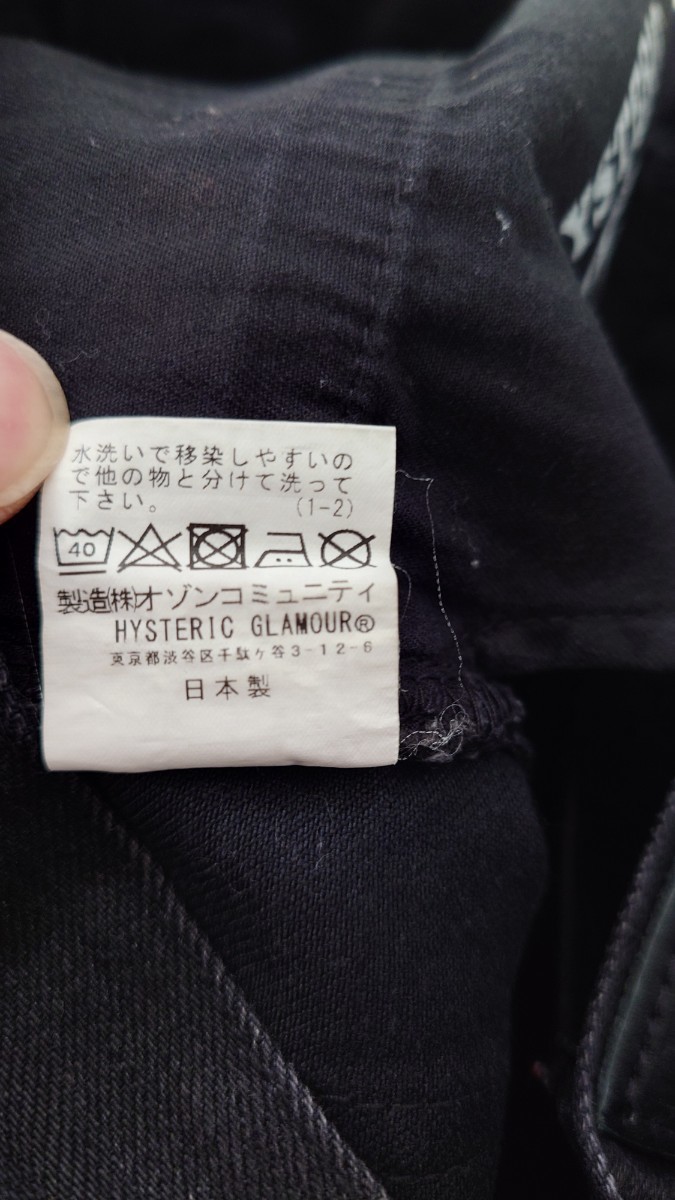 YST
水洗いで移染しやすいの
で他の物と分けて洗って
下さい。 (1-2)
40
製造(株)オゾンコミュニティ
HYSTERIC GLAMOUR®
東京都渋谷区千駄ヶ谷3-12-6
日本製